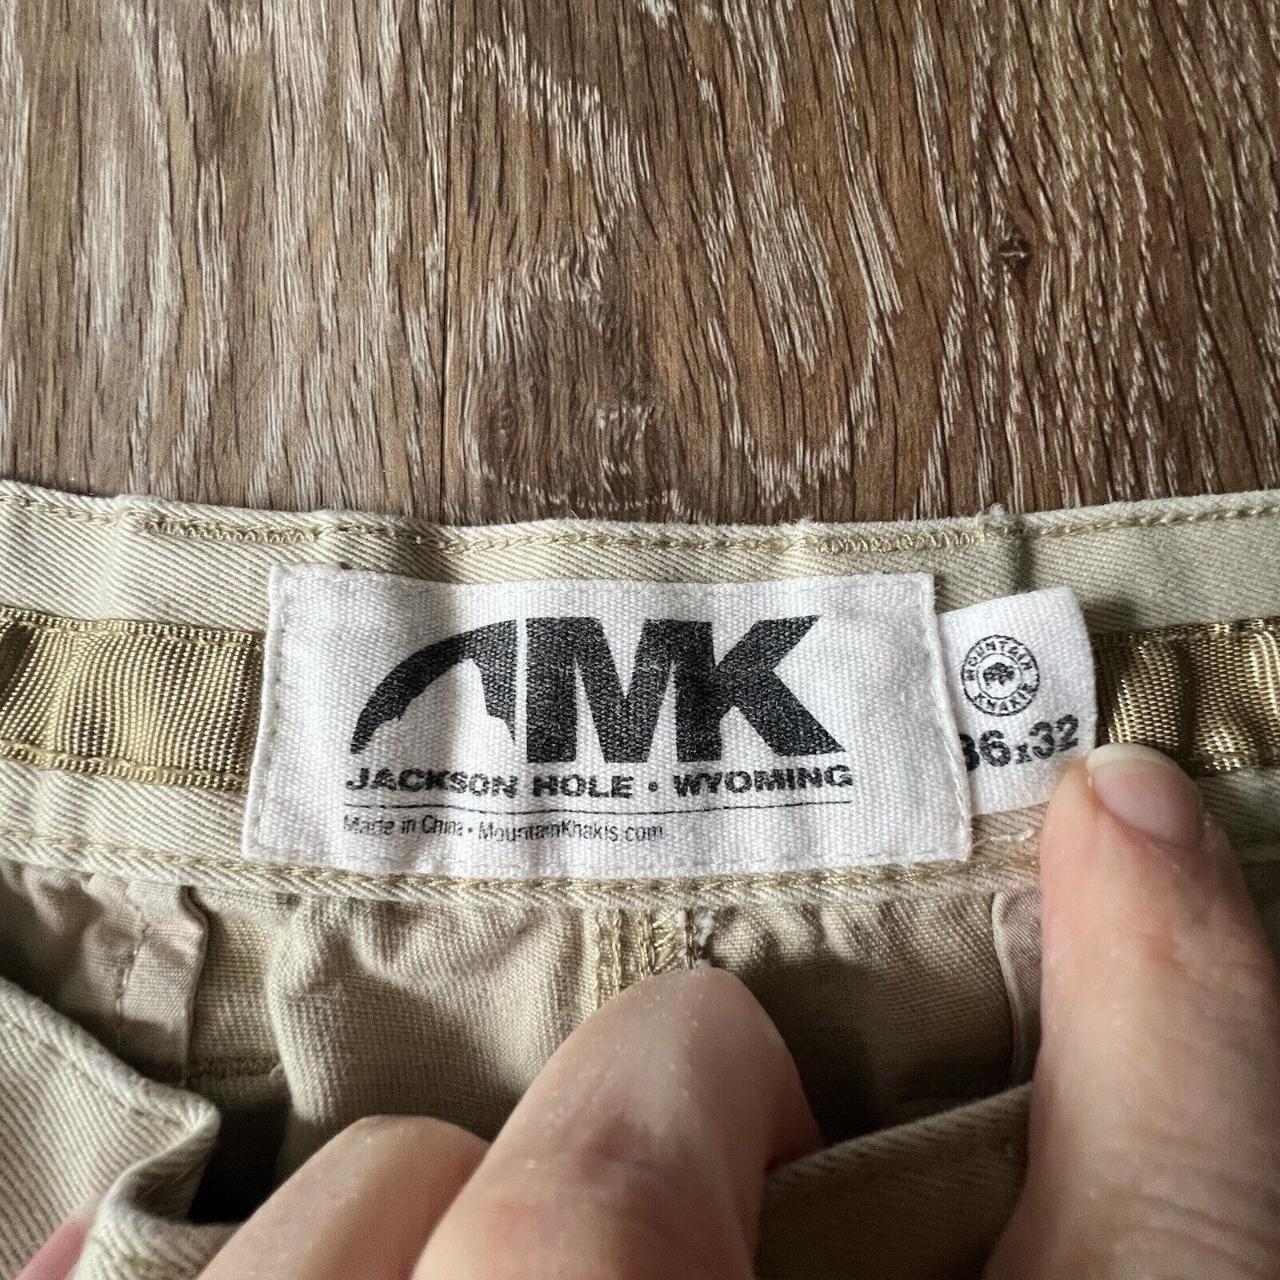 MK
JACKSON HOLE • WYOMING
Made in China • MountainKhakis.com
MOUNTAIN
KHAKIS
36x32